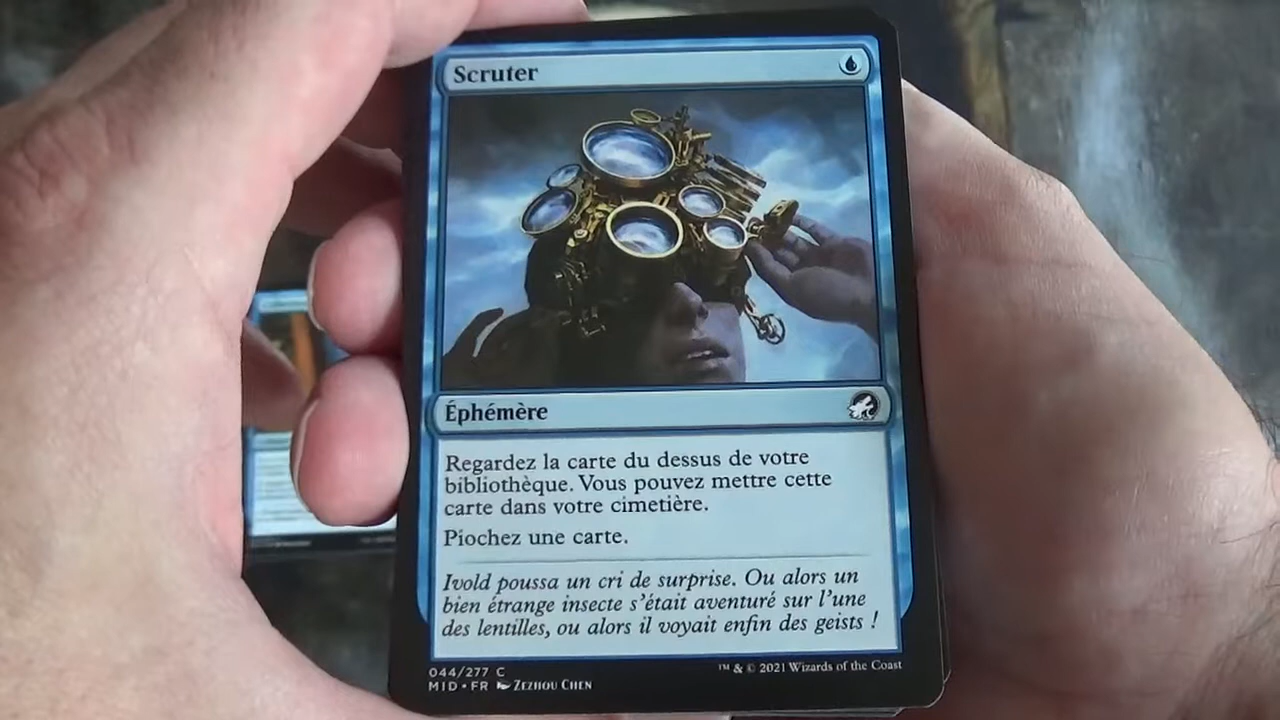 Scruter
Éphémère
Regardez la carte du dessus de votre
bibliothèque. Vous pouvez mettre cette
carte dans votre cimetière.
Piochez une carte.
Ivold poussa un cri de surprise. Ou alors un
bien étrange insecte s'était aventuré sur l'une
des lentilles, ou alors il voyait enfin des geists !
044/277 C
MID • FR Zezhou Chen
™ & © 2021 Wizards of the Coast